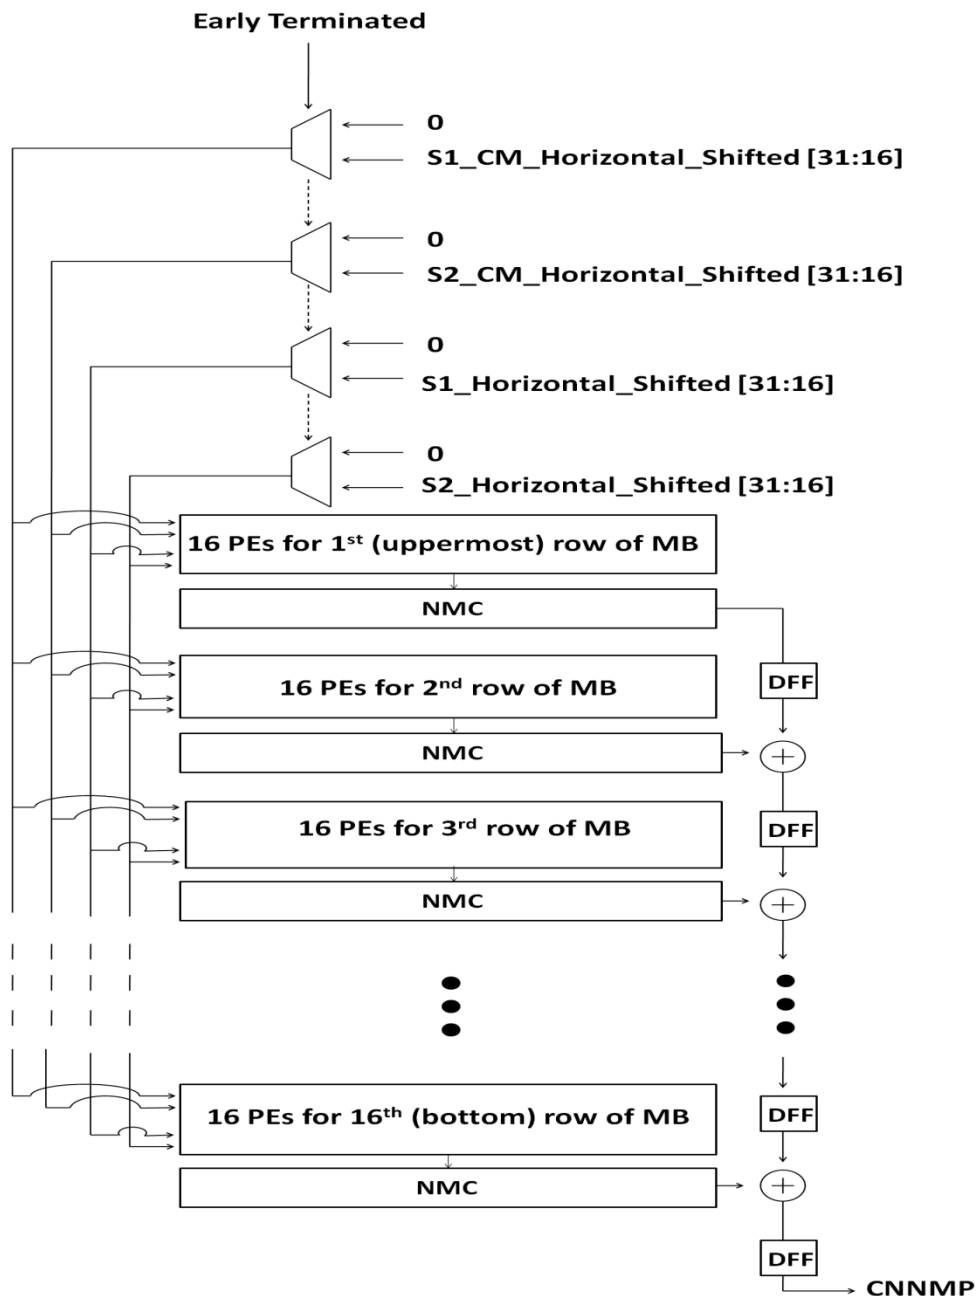 Early Terminated
0
S1_CM_Horizontal_Shifted [31:16]
0
S2_CM_Horizontal_Shifted [31:16]
0
S1_Horizontal_Shifted [31:16]
0
S2_Horizontal_Shifted [31:16]
16 PEs for 1st (uppermost) row of MB
NMC
DFF
16 PEs for 2nd row of MB
NMC
+
DFF
16 PEs for 3rd row of MB
NMC
+
16 PEs for 16th (bottom) row of MB
DFF
NMC
+
DFF
CNNMP